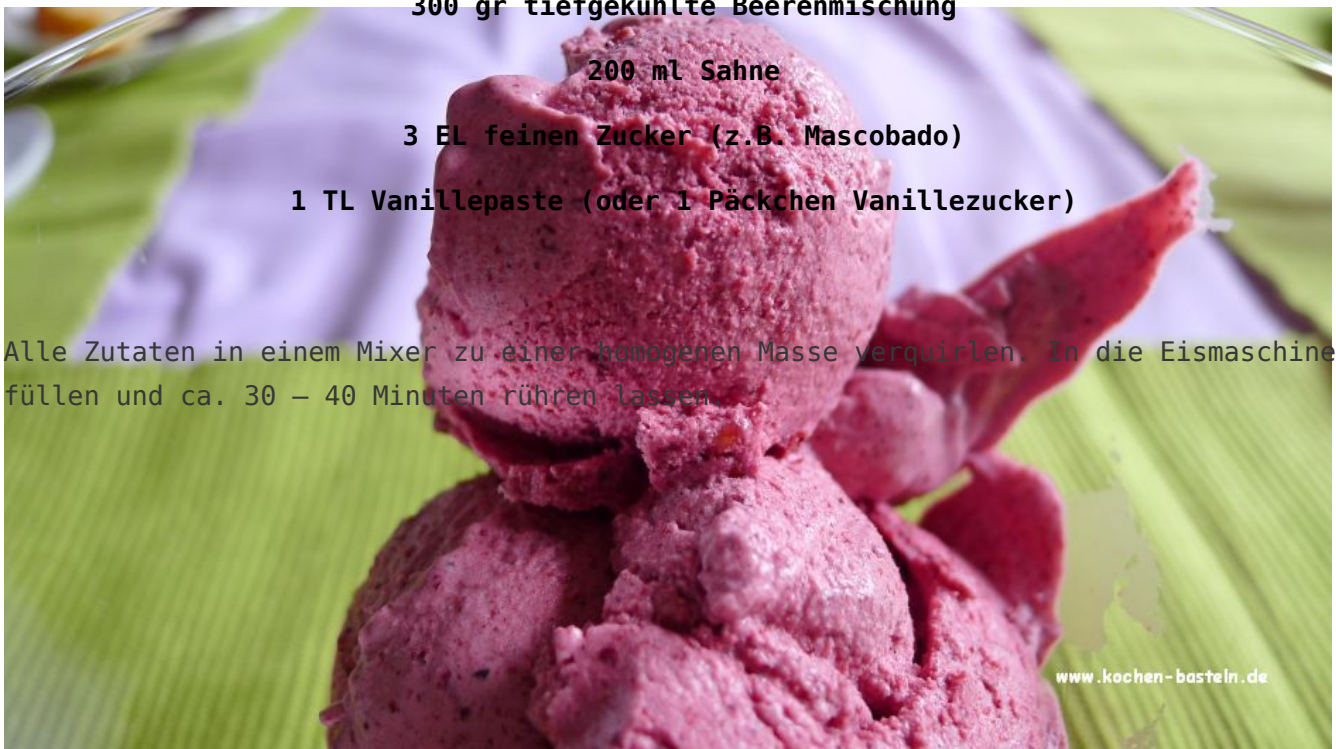 300 gr tiefgekühlte Beerenmischung
200 ml Sahne
3 EL feinen Zucker (z.B. Mascobado)
1 TL Vanillepaste (oder 1 Päckchen Vanillezucker)
Alle Zutaten in einem Mixer zu einer homogenen Masse verquirlen. In die Eismaschine
füllen und ca. 30 – 40 Minuten rühren lassen.
www.kochen-basteln.de